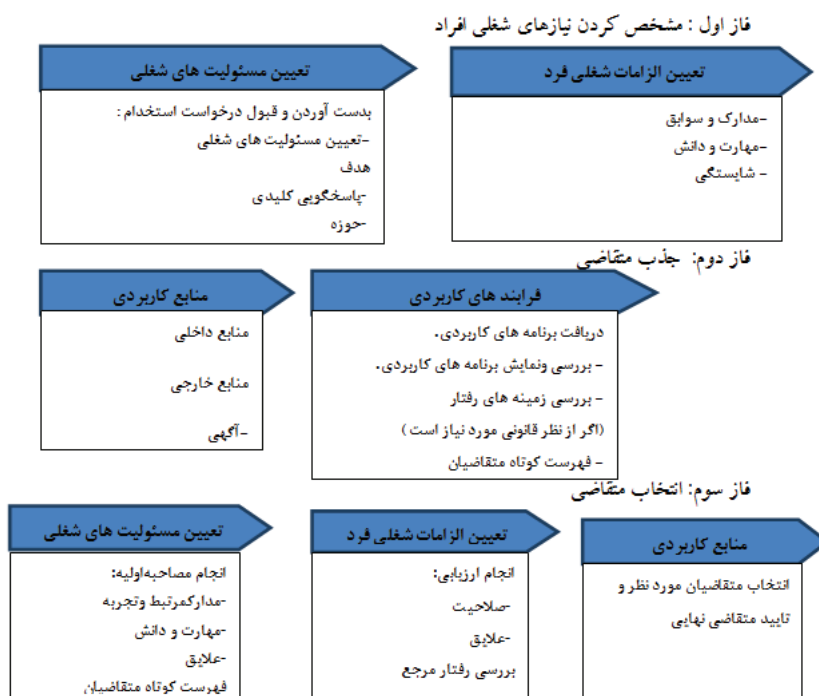 فاز اول : مشخص کردن نیازهای شغلی افراد
تعیین مسئولیت های شغلی
بدست آوردن و قبول درخواست استخدام :
-تعیین مسئولیت های شغلی
هدف
-پاسخگویی کلیدی
-حوزه
تعیین الزامات شغلی فرد
-مدارک و سوابق
-مهارت و دانش
- شایستگی
فاز دوم: جذب متقاضی
منابع کاربردی
منابع داخلی
منابع خارجی
-آگهی
فرایند های کاربردی
دریافت برنامه های کاربردی.
- بررسی ونمایش برنامه های کاربردی.
- بررسی زمینه های رفتار
(اگر از نظر قانونی مورد نیاز است )
- فهرست کوتاه متقاضیان
فاز سوم: انتخاب متقاضی
تعیین مسئولیت های شغلی
انجام مصاحبه‌اولیه:
-مدارکمرتبط وتجربه
-مهارت و دانش
-علایق
فهرست کوتاه متقاضیان
تعیین الزامات شغلی فرد
انجام ارزیابی:
-صلاحیت
-علایق
بررسی رفتار مرجع
منابع کاربردی
انتخاب متقاضیان مورد نظر و
تایید متقاضی نهایی